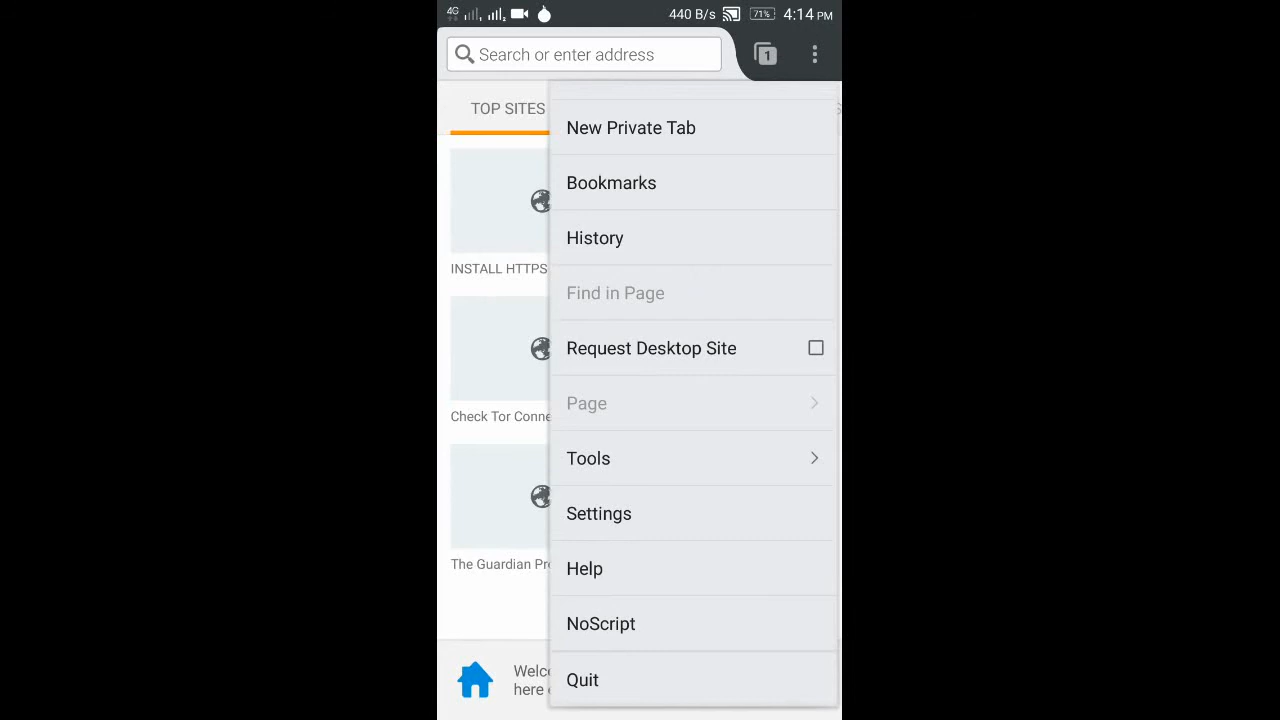 4G 440 B/s 71% 4:14 PM
Search or enter address 1
TOP SITES
New Private Tab
Bookmarks
History
INSTALL HTTPS
Find in Page
Request Desktop Site
Check Tor Conne
Page
Tools
Settings
The Guardian Pr
Help
NoScript
Welc
here
Quit